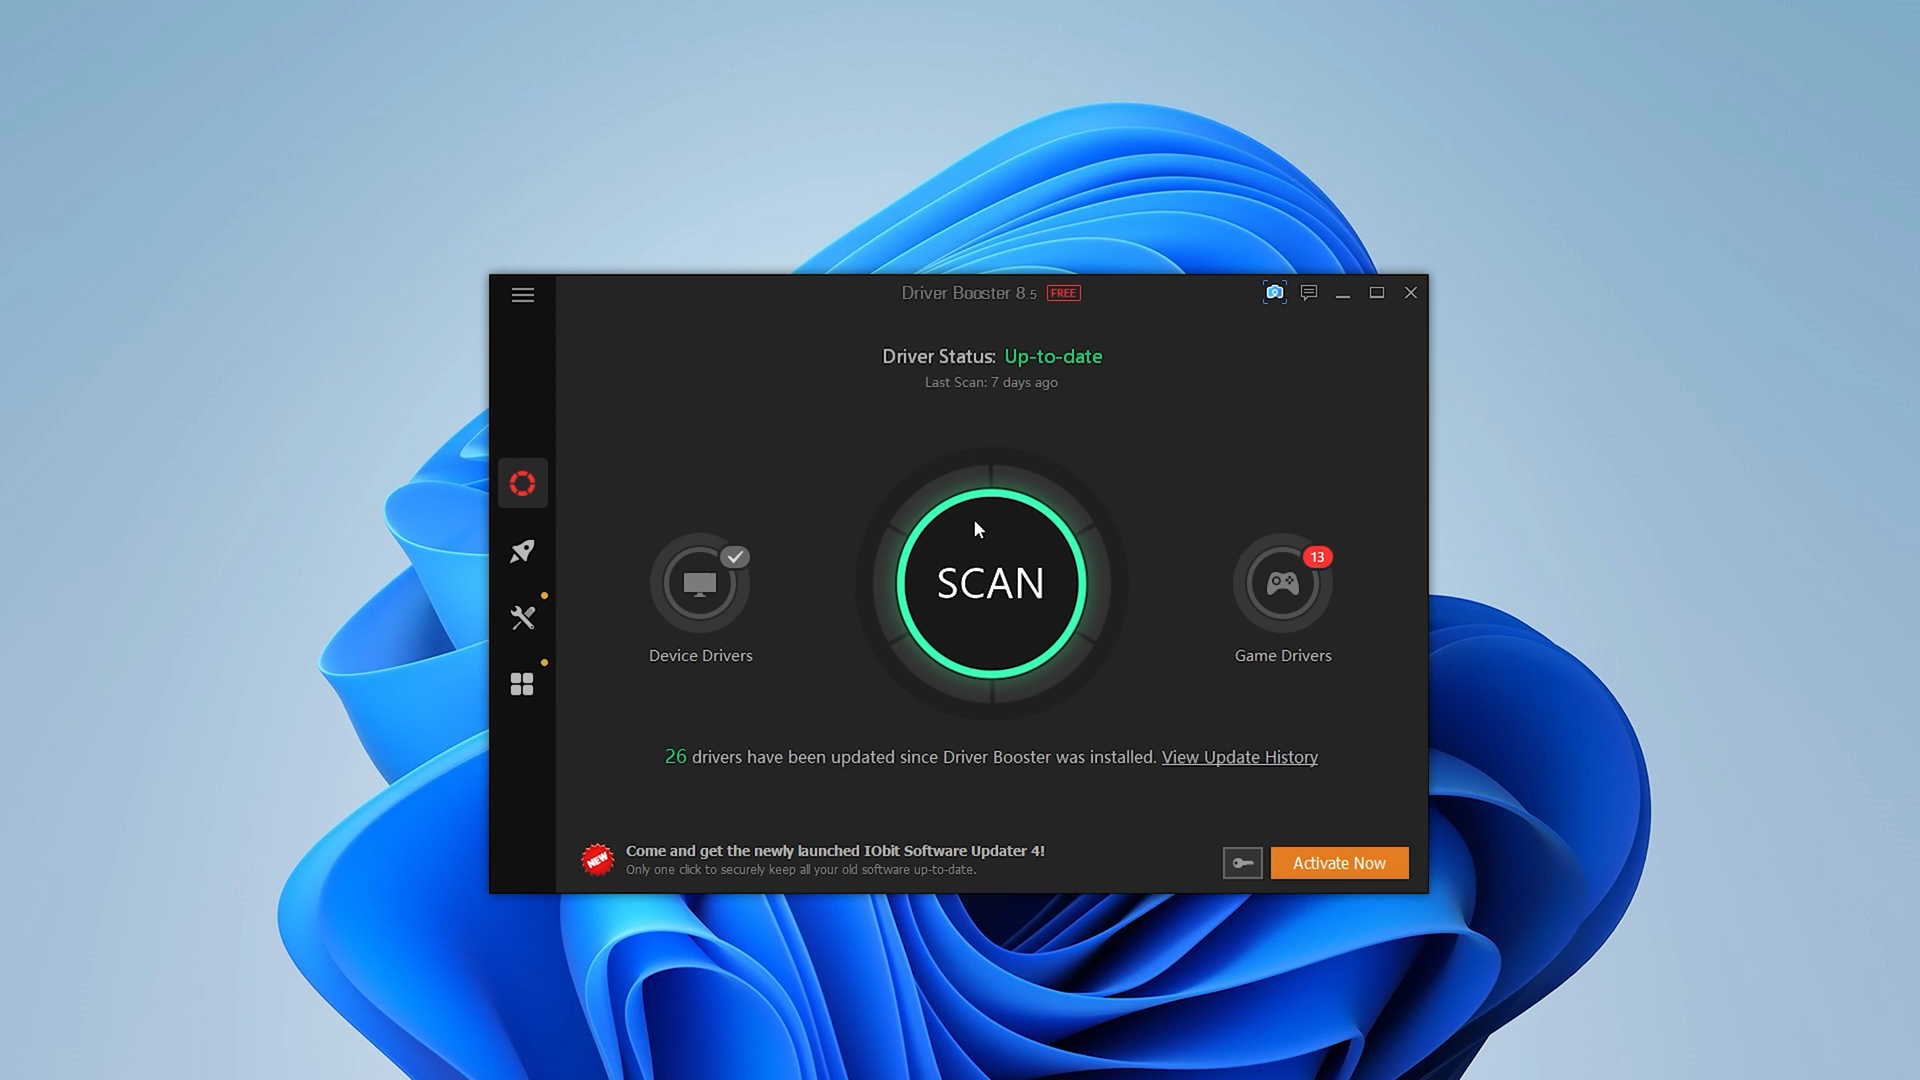 Driver Booster 8.5 FREE
Driver Status: Up-to-date
Last Scan: 7 days ago
SCAN
13
Device Drivers
Game Drivers
26 drivers have been updated since Driver Booster was installed. View Update History
NEW
Come and get the newly launched IObit Software Updater 4!
Only one click to securely keep all your old software up-to-date.
Activate Now